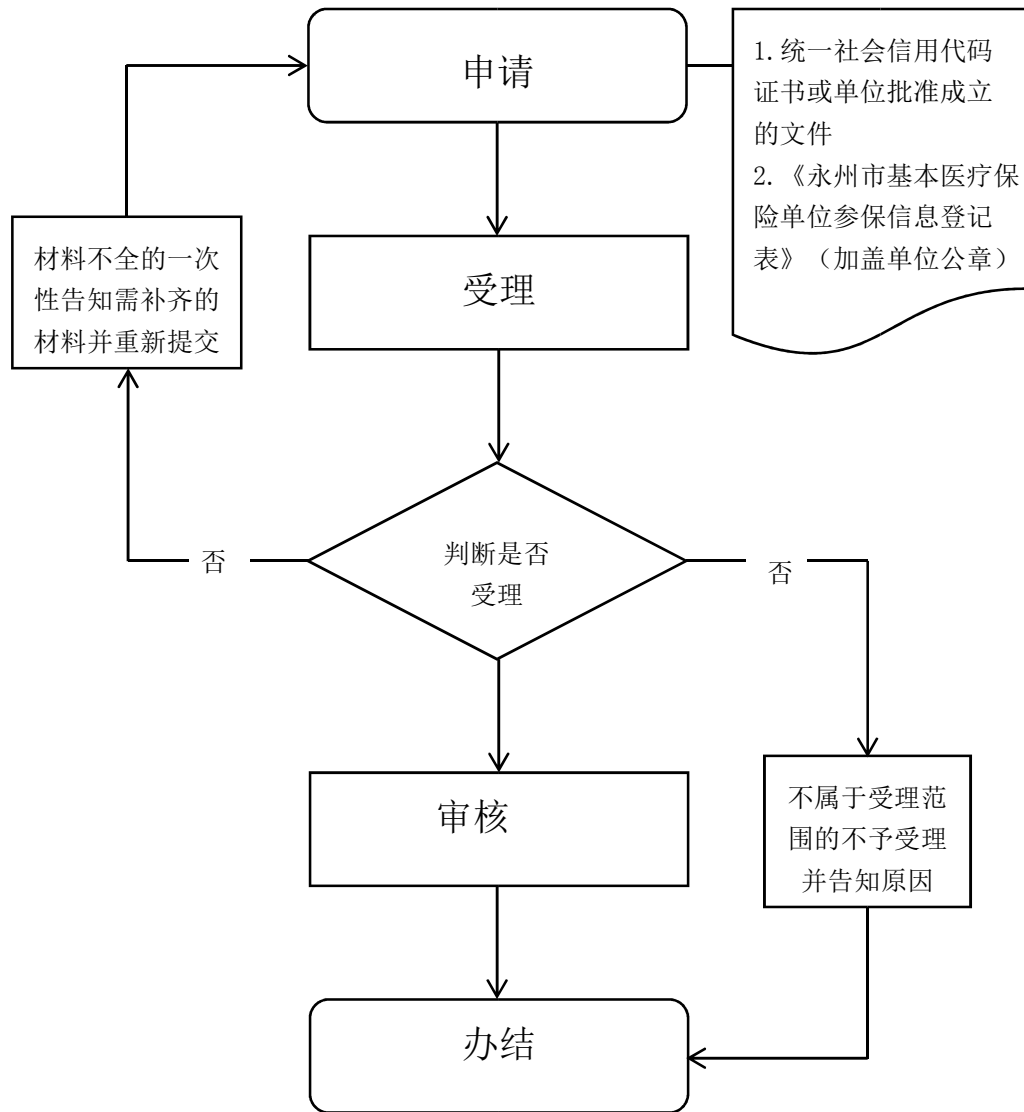 申请
1.统一社会信用代码
证书或单位批准成立
的文件
2.《永州市基本医疗保
险单位参保信息登记
表》（加盖单位公章）
材料不全的一次
性告知需补齐的
材料并重新提交
受理
否
判断是否
受理
否
审核
不属于受理范
围的不予受理
并告知原因
办结